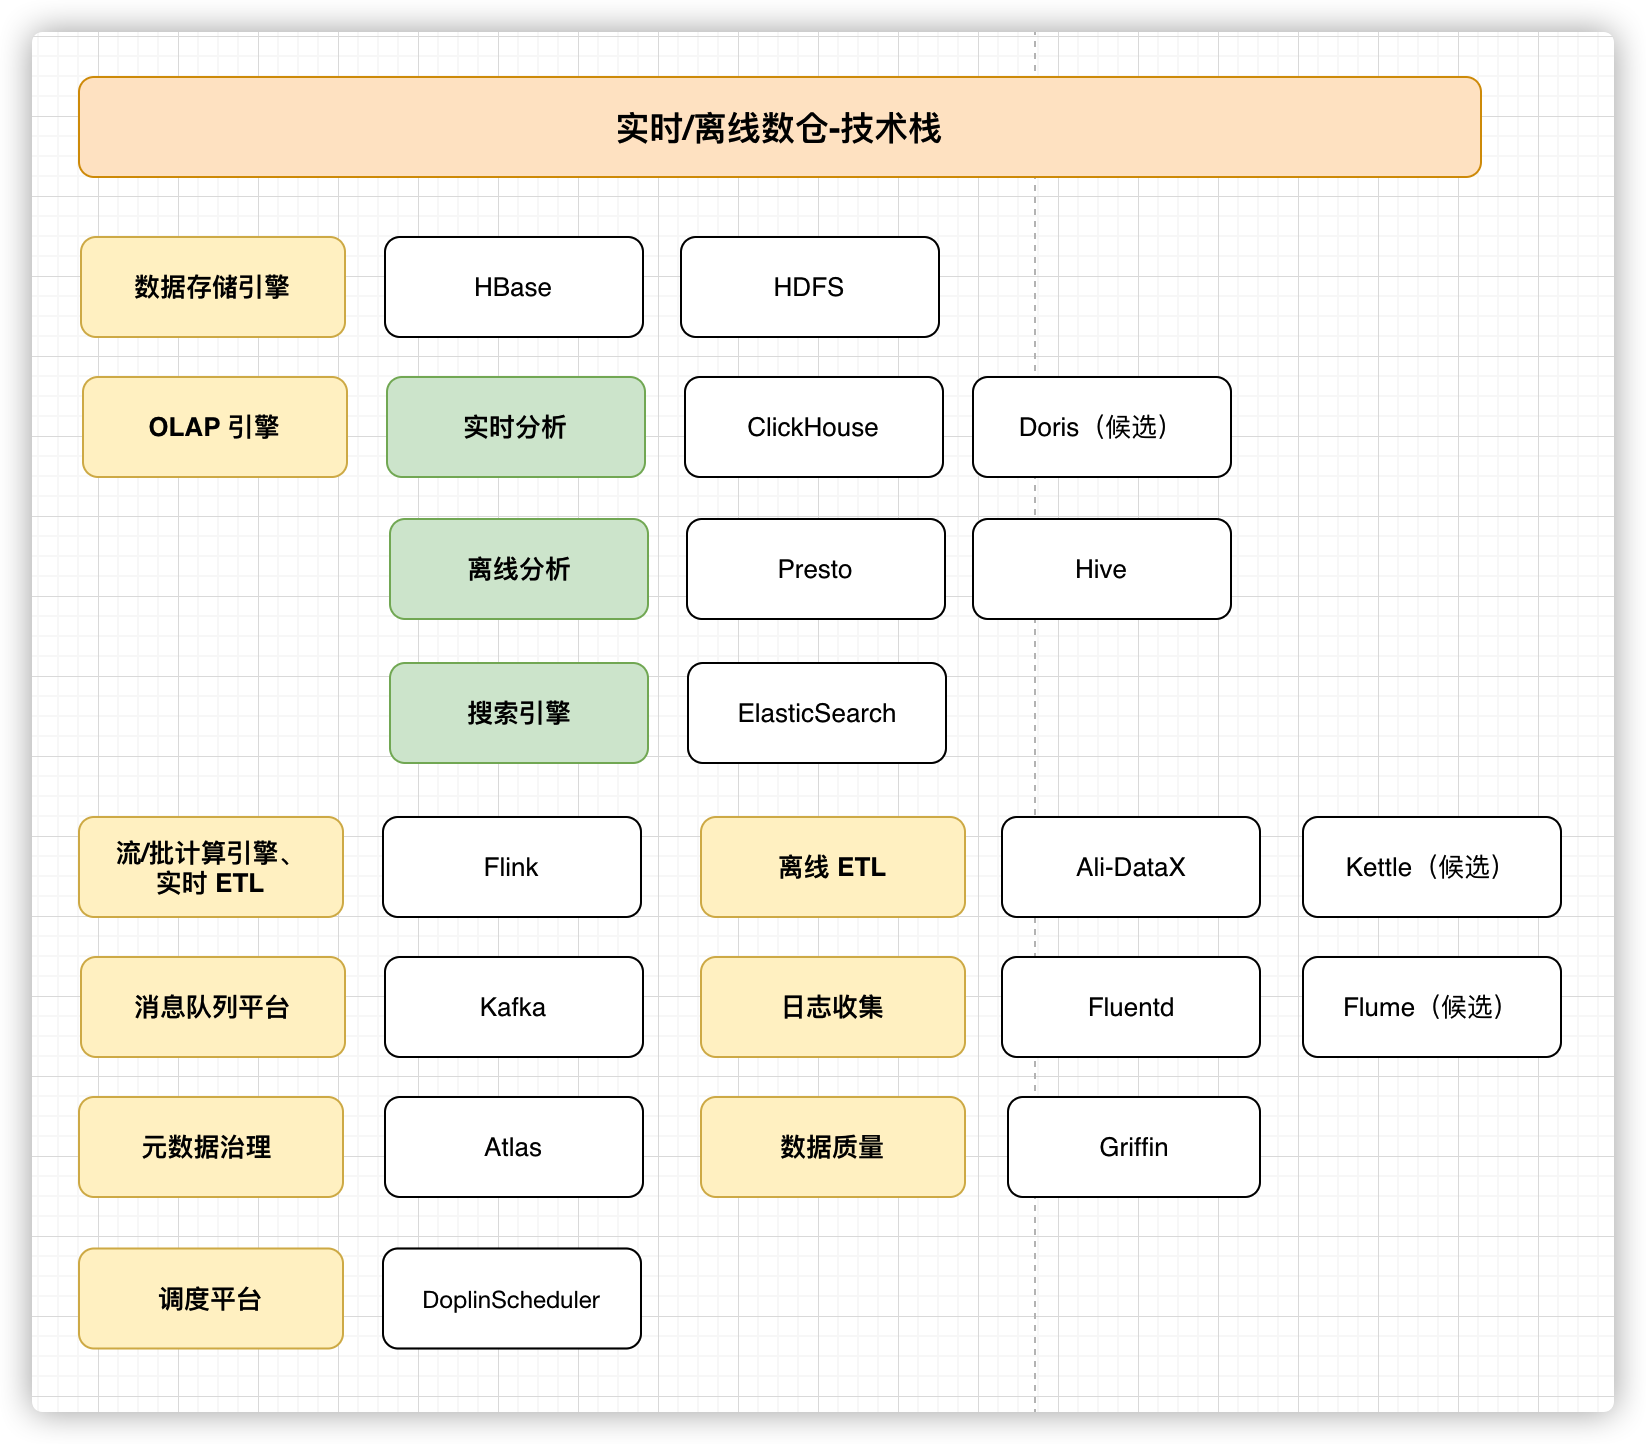 实时/离线数仓-技术栈
数据存储引擎
HBase
HDFS
OLAP 引擎
实时分析
ClickHouse
Doris（候选）
离线分析
Presto
Hive
搜索引擎
ElasticSearch
流/批计算引擎、
实时 ETL
Flink
离线 ETL
Ali-DataX
Kettle（候选）
消息队列平台
Kafka
日志收集
Fluentd
Flume（候选）
元数据治理
Atlas
数据质量
Griffin
调度平台
DoplinScheduler